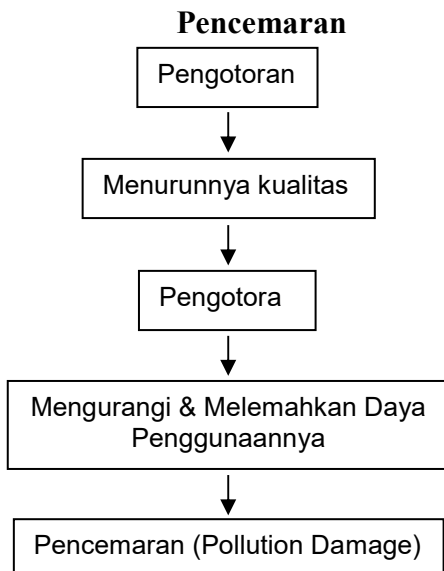 Pencemaran
Pengotoran
Menurunnya kualitas
Pengotora
Mengurangi & Melemahkan Daya
Penggunaannya
Pencemaran (Pollution Damage)